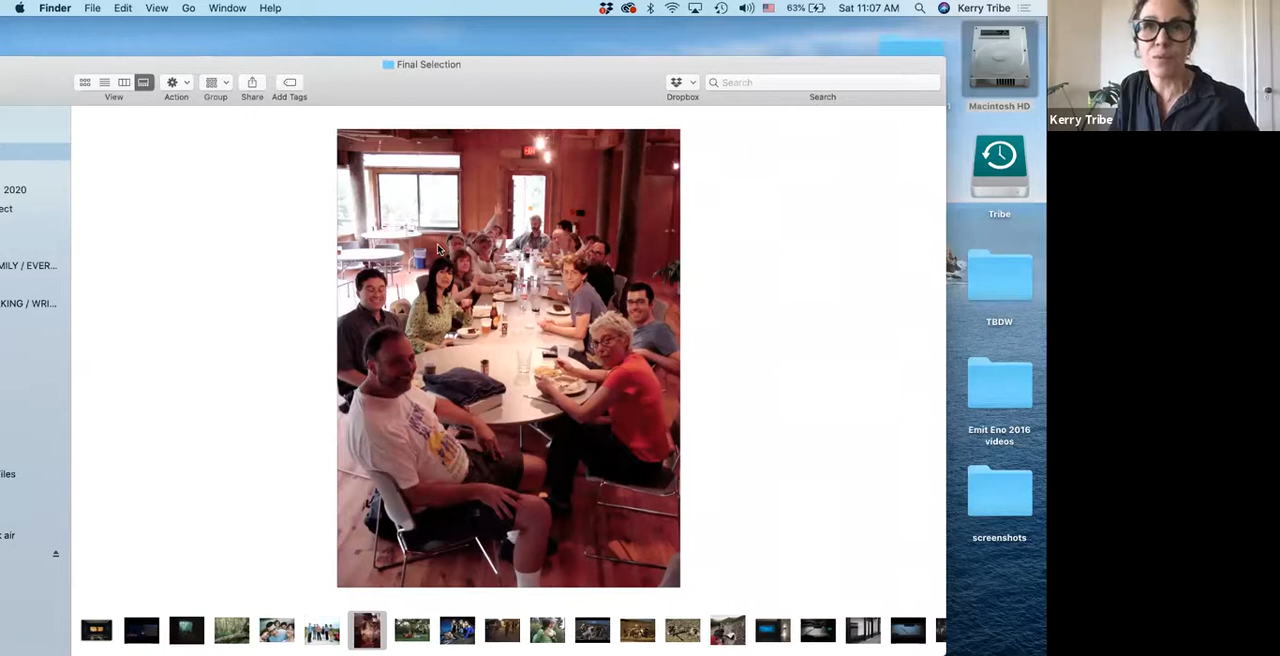 Finder File Edit View Go Window Help 63% Sat 11:07 AM Kerry Tribe
Final Selection
View Action Group Share Add Tags Dropbox Search Search
2020
ect
MILY / EVER...
KING / WRI...
iles
t air
EXIT
Macintosh HD
Tribe
TBDW
Emit Eno 2016
videos
screenshots
Kerry Tribe